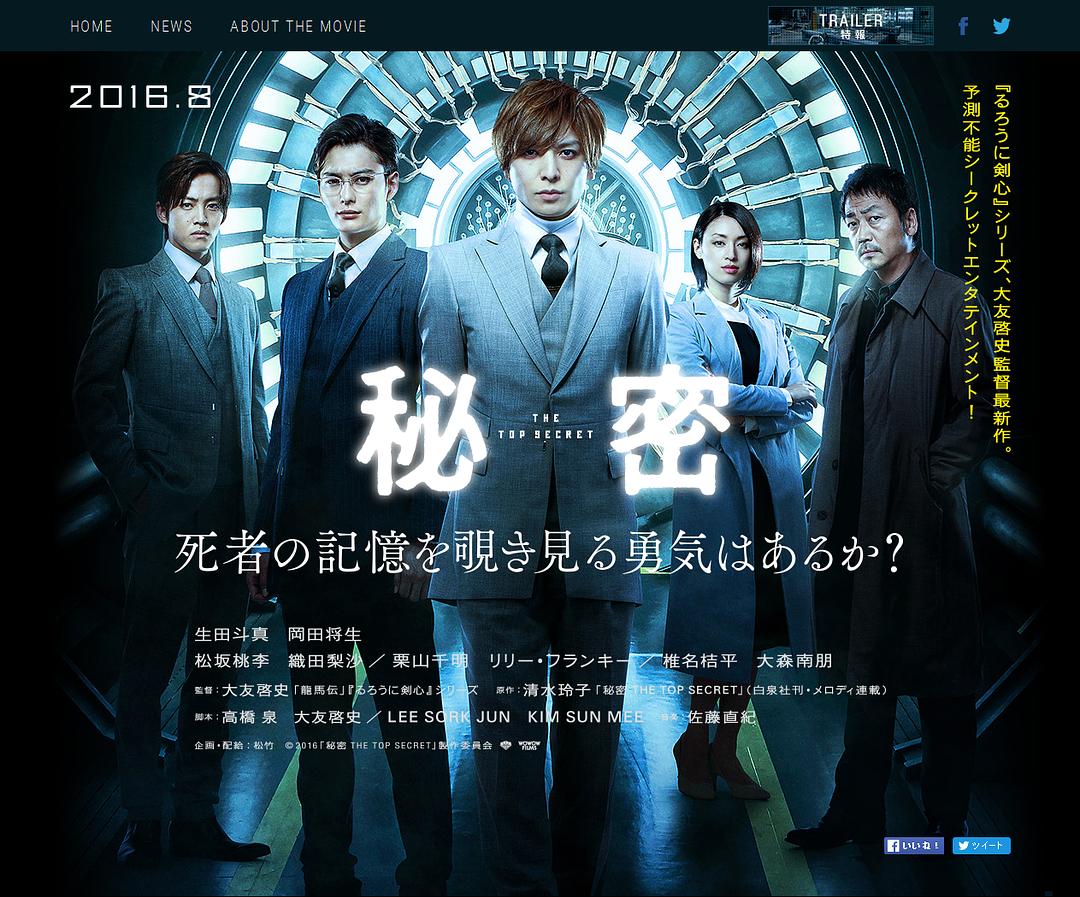 HOME
NEWS
ABOUT THE MOVIE
TRAILER
特報
2016.8
『るろうに剣心』シリーズ、大友啓史監督最新作。
予測不能シークレットエンタテインメント！
秘密
THE
TOP SECRET
死者の記憶を覗き見る勇気はあるか?
生田斗真　岡田将生
松坂桃李　織田梨沙 ／ 栗山千明　リリー・フランキー ／ 椎名桔平　大森南朋
監督：大友啓史「龍馬伝」『るろうに剣心』シリーズ　原作：清水玲子「秘密 THE TOP SECRET」（白泉社刊・メロディ連載）
脚本：高橋 泉　大友啓史 ／ LEE SORK JUN　KIM SUN MEE　音楽：佐藤直紀
企画・配給：松竹　©2016「秘密 THE TOP SECRET」製作委員会　WOWOW FILMS
いいね！
ツイート